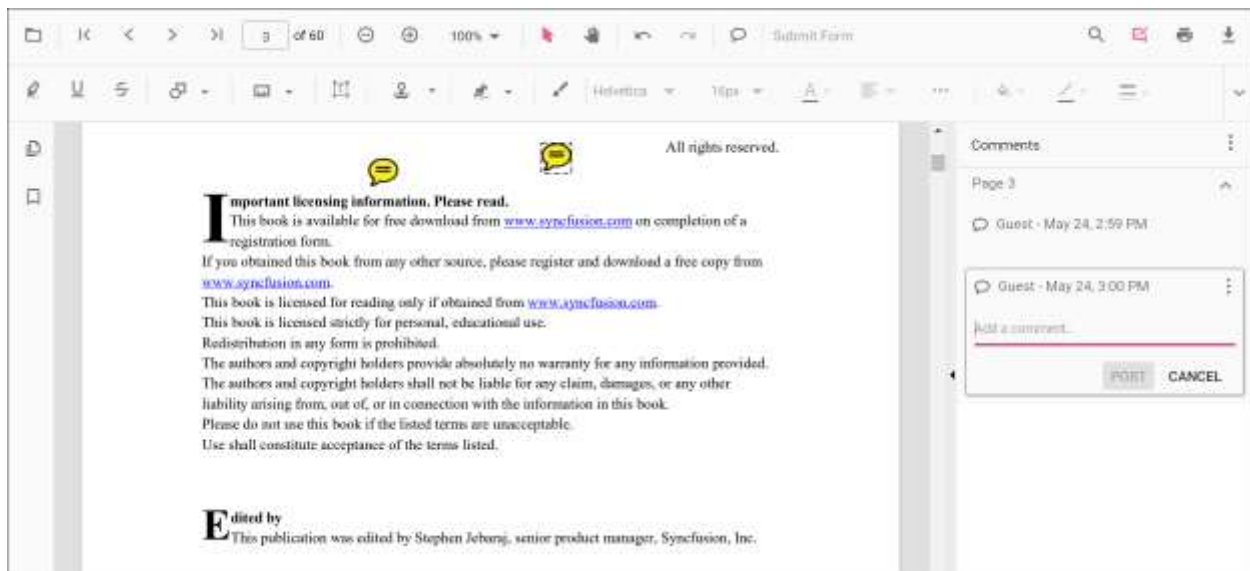 3 of 60 100% Submit Form
Helvetica 16px A
All rights reserved.
Comments
Page 3
Guest - May 24, 2:59 PM
Guest - May 24, 3:00 PM
Add a comment..
POST CANCEL
Important licensing information. Please read.
This book is available for free download from www.syncfusion.com on completion of a
registration form.
If you obtained this book from any other source, please register and download a free copy from
www.syncfusion.com.
This book is licensed for reading only if obtained from www.syncfusion.com.
This book is licensed strictly for personal, educational use.
Redistribution in any form is prohibited.
The authors and copyright holders provide absolutely no warranty for any information provided.
The authors and copyright holders shall not be liable for any claim, damages, or any other
liability arising from, out of, or in connection with the information in this book.
Please do not use this book if the listed terms are unacceptable.
Use shall constitute acceptance of the terms listed.
Edited by
This publication was edited by Stephen Jebaraj, senior product manager, Syncfusion, Inc.